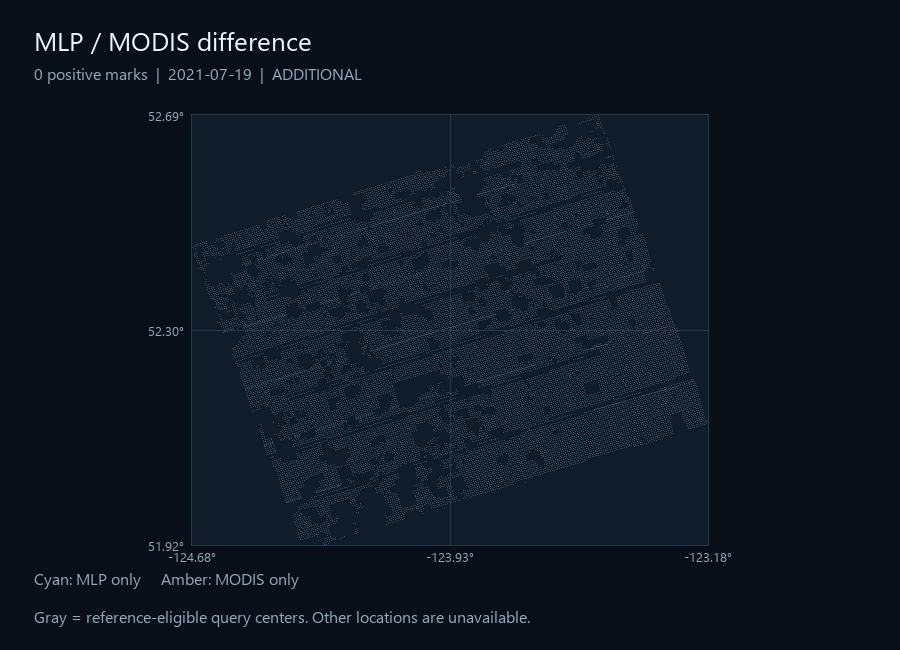 MLP / MODIS difference
0 positive marks | 2021-07-19 | ADDITIONAL
52.69°
52.30°
51.92°
-124.68° -123.93° -123.18°
Cyan: MLP only Amber: MODIS only
Gray = reference-eligible query centers. Other locations are unavailable.